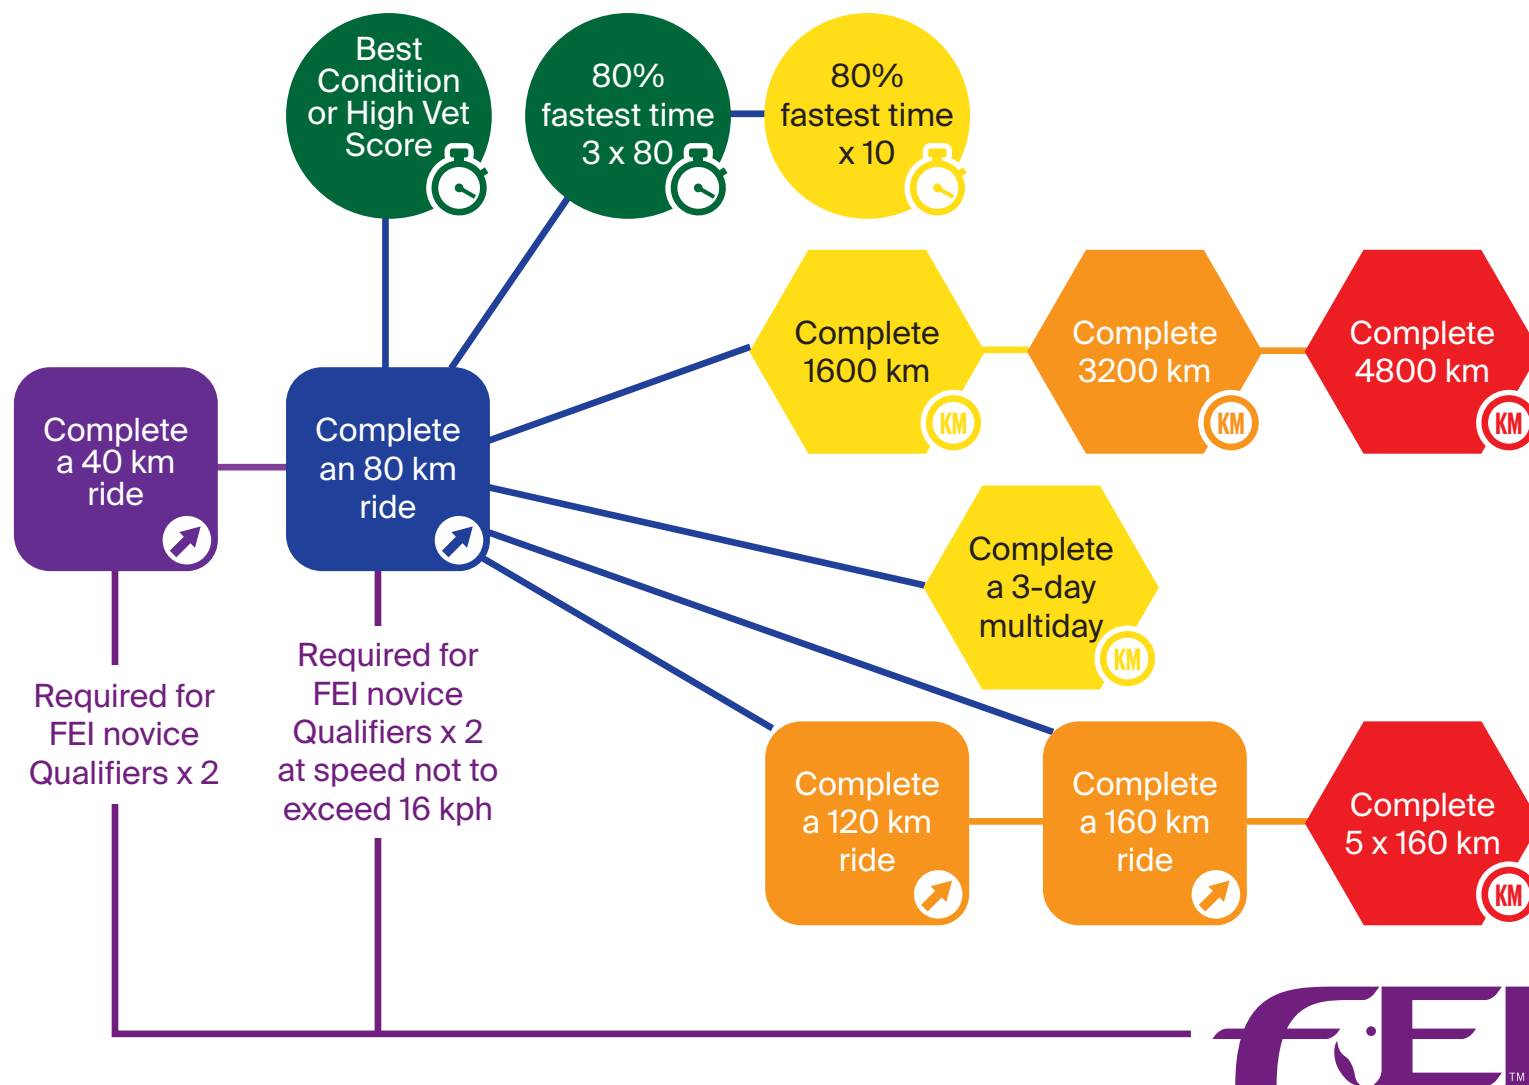 Best
Condition
or High Vet
Score
80%
fastest time
3 x 80
80%
fastest time
x 10
Complete
1600 km
KM
Complete
3200 km
KM
Complete
4800 km
KM
Complete
a 40 km
ride
Complete
an 80 km
ride
Complete
a 3-day
multiday
KM
Required for
FEI novice
Qualifiers x 2
Required for
FEI novice
Qualifiers x 2
at speed not to
exceed 16 kph
Complete
a 120 km
ride
Complete
a 160 km
ride
Complete
5 x 160 km
KM
FEI
TM